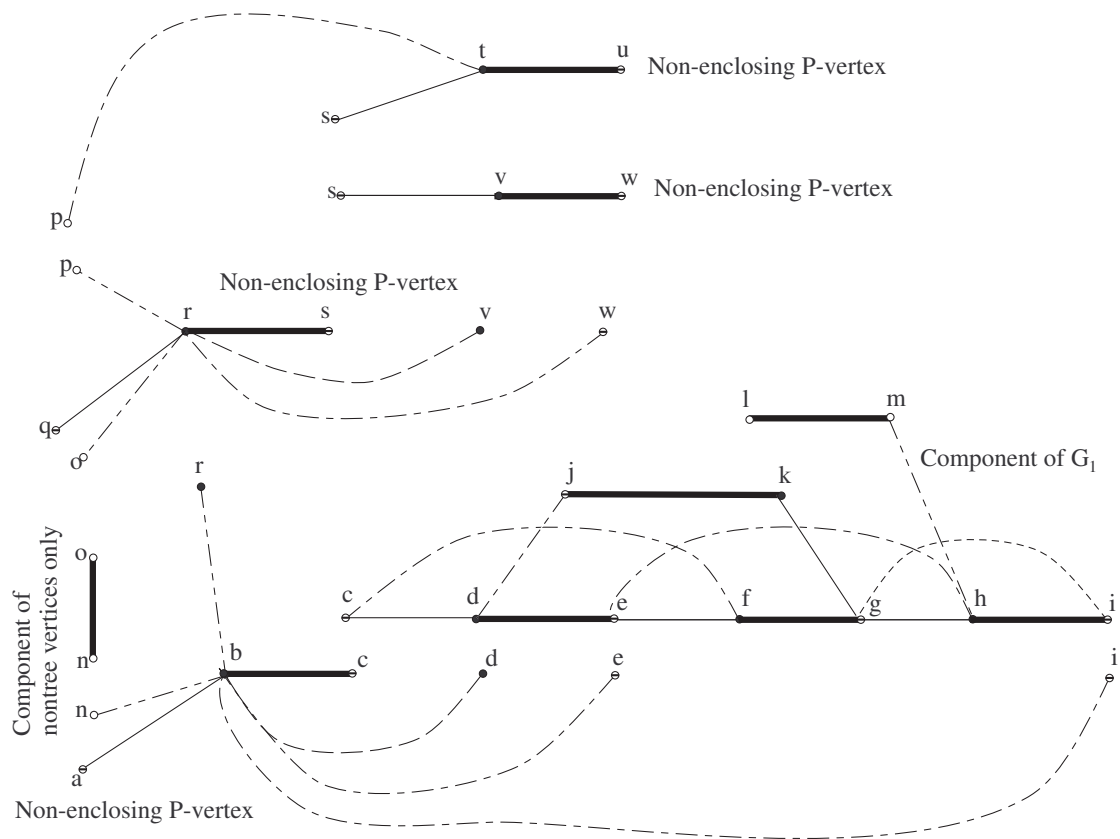 t u Non-enclosing P-vertex
s
v w Non-enclosing P-vertex
s
p
p
Non-enclosing P-vertex
r s v w
l m
q
o
Component of G1
r j k
o
Component of
nontree vertices only
c d e f g h i
n
b c d e i
n
a
Non-enclosing P-vertex